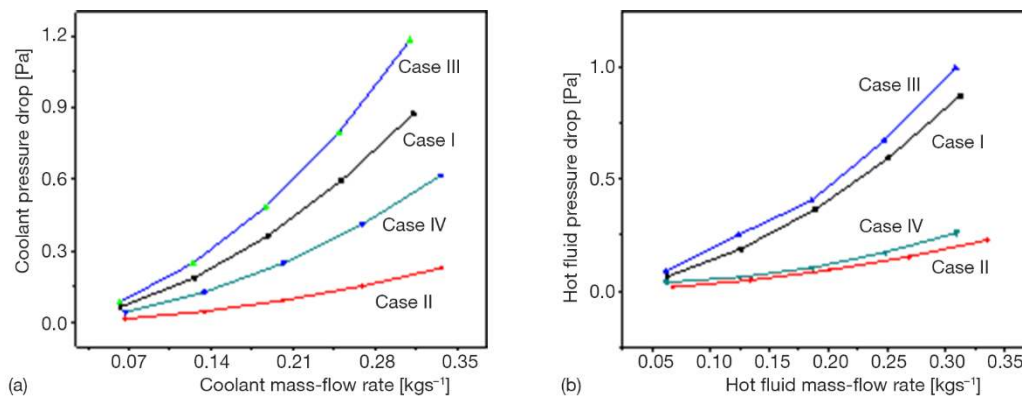 Coolant pressure drop [Pa]
1.2
0.9
0.6
0.3
0.0
Case III
Case I
Case IV
Case II
0.07 0.14 0.21 0.28 0.35
(a) Coolant mass-flow rate [kgs⁻¹]
Hot fluid pressure drop [Pa]
1.0
0.5
0.0
Case III
Case I
Case IV
Case II
0.05 0.10 0.15 0.20 0.25 0.30 0.35
(b) Hot fluid mass-flow rate [kgs⁻¹]